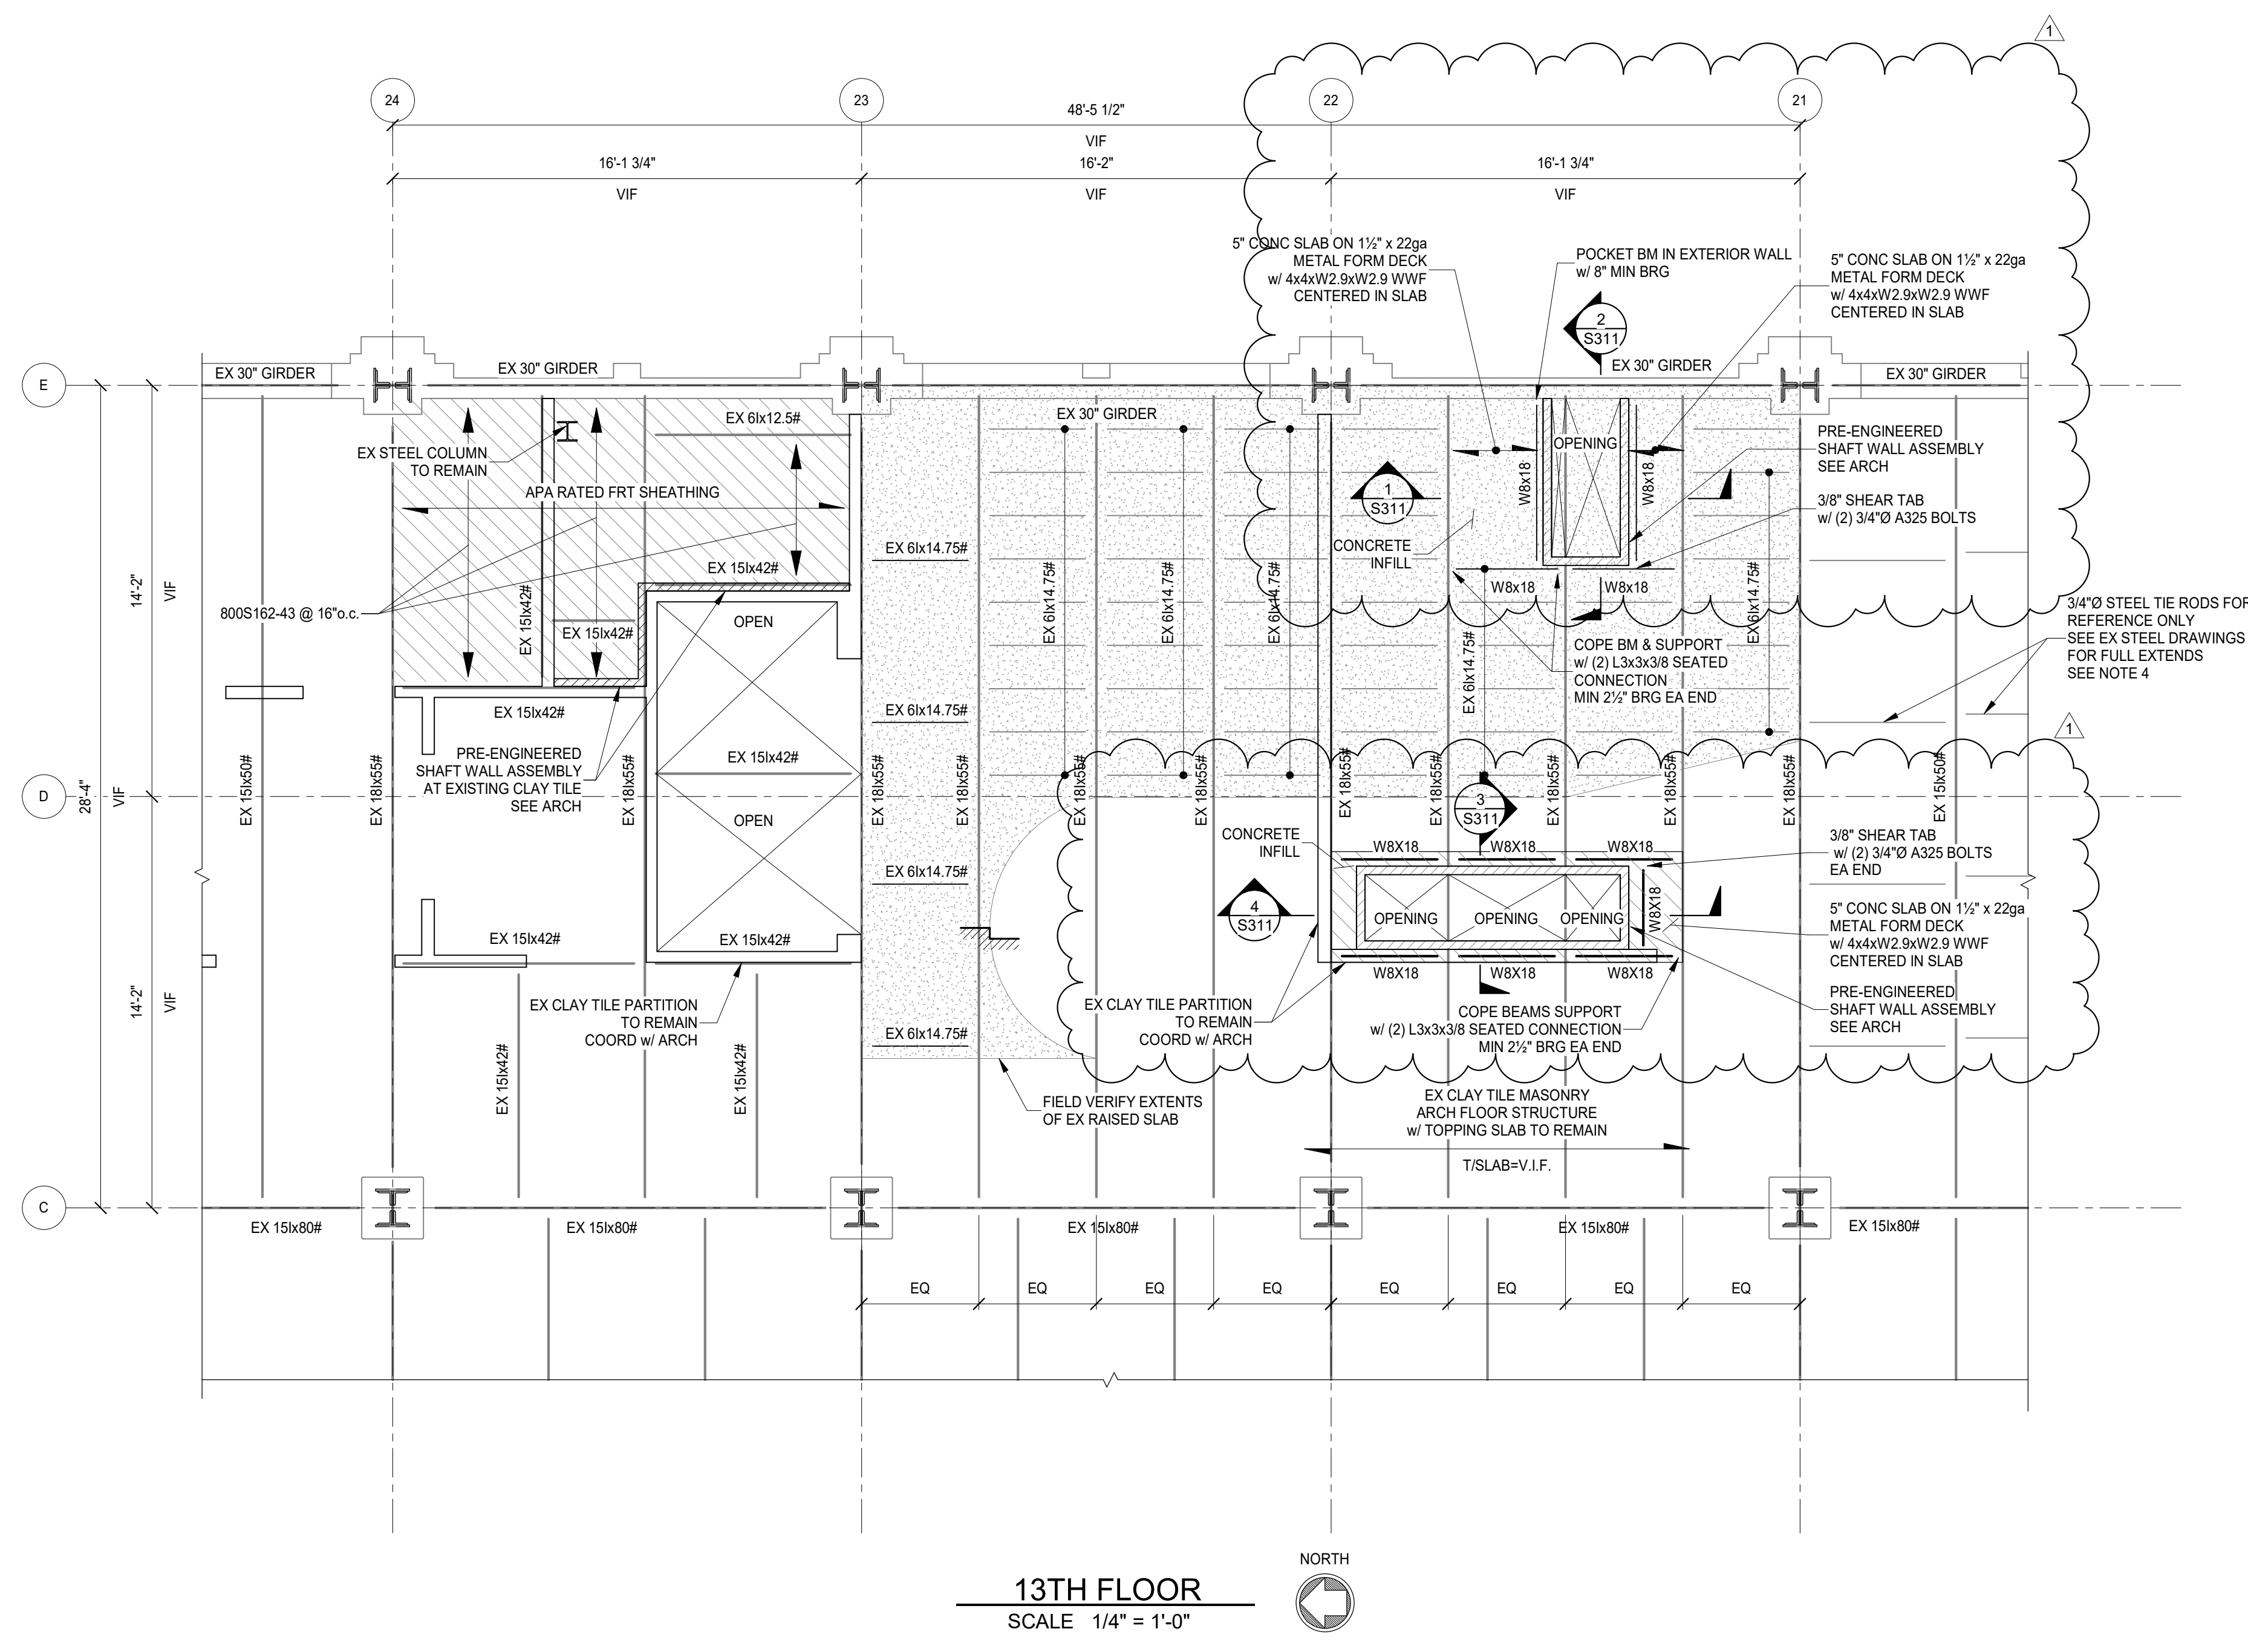 1
24
23
22
21
48'-5 1/2"
VIF
16'-1 3/4"
VIF
16'-2"
VIF
16'-1 3/4"
VIF
5" CONC SLAB ON 1½" x 22ga
METAL FORM DECK
w/ 4x4xW2.9xW2.9 WWF
CENTERED IN SLAB
POCKET BM IN EXTERIOR WALL
w/ 8" MIN BRG
5" CONC SLAB ON 1½" x 22ga
METAL FORM DECK
w/ 4x4xW2.9xW2.9 WWF
CENTERED IN SLAB
2
S311
E
EX 30" GIRDER
EX 30" GIRDER
EX 30" GIRDER
EX 30" GIRDER
EX 30" GIRDER
EX 6Ix12.5#
EX STEEL COLUMN
TO REMAIN
APA RATED FRT SHEATHING
OPENING
W8x18
W8x18
PRE-ENGINEERED
SHAFT WALL ASSEMBLY
SEE ARCH
1
S311
3/8" SHEAR TAB
w/ (2) 3/4"Ø A325 BOLTS
CONCRETE
INFILL
EX 6Ix14.75#
EX 15Ix42#
14'-2"
VIF
800S162-43 @ 16"o.c.
EX 15Ix42#
EX 15Ix42#
OPEN
EX 6Ix14.75#
EX 6Ix14.75#
EX 6Ix14.75#
EX 6Ix14.75#
EX 6Ix14.75#
W8x18
W8x18
3/4"Ø STEEL TIE RODS FOR
REFERENCE ONLY
SEE EX STEEL DRAWINGS
FOR FULL EXTENDS
SEE NOTE 4
COPE BM & SUPPORT
w/ (2) L3x3x3/8 SEATED
CONNECTION
MIN 2½" BRG EA END
EX 15Ix42#
EX 6Ix14.75#
1
PRE-ENGINEERED
SHAFT WALL ASSEMBLY
AT EXISTING CLAY TILE
SEE ARCH
EX 15Ix42#
D
28'-4"
VIF
EX 15Ix50#
EX 18Ix55#
EX 18Ix55#
EX 18Ix55#
EX 18Ix55#
EX 18Ix55#
EX 18Ix55#
EX 18Ix55#
EX 18Ix55#
EX 18Ix55#
EX 18Ix55#
EX 18Ix55#
EX 15Ix50#
OPEN
3
S311
CONCRETE
INFILL
W8X18
W8X18
W8X18
3/8" SHEAR TAB
w/ (2) 3/4"Ø A325 BOLTS
EA END
EX 6Ix14.75#
4
S311
OPENING
OPENING
OPENING
W8X18
5" CONC SLAB ON 1½" x 22ga
METAL FORM DECK
w/ 4x4xW2.9xW2.9 WWF
CENTERED IN SLAB
EX 15Ix42#
EX 15Ix42#
W8X18
W8X18
W8X18
14'-2"
VIF
PRE-ENGINEERED
SHAFT WALL ASSEMBLY
SEE ARCH
EX CLAY TILE PARTITION
TO REMAIN
COORD w/ ARCH
EX 6Ix14.75#
EX CLAY TILE PARTITION
TO REMAIN
COORD w/ ARCH
COPE BEAMS SUPPORT
w/ (2) L3x3x3/8 SEATED CONNECTION
MIN 2½" BRG EA END
EX 15Ix42#
EX 15Ix42#
FIELD VERIFY EXTENTS
OF EX RAISED SLAB
EX CLAY TILE MASONRY
ARCH FLOOR STRUCTURE
w/ TOPPING SLAB TO REMAIN
T/SLAB=V.I.F.
C
EX 15Ix80#
EX 15Ix80#
EX 15Ix80#
EX 15Ix80#
EX 15Ix80#
EQ
EQ
EQ
EQ
EQ
EQ
EQ
EQ
13TH FLOOR
SCALE 1/4" = 1'-0"
NORTH